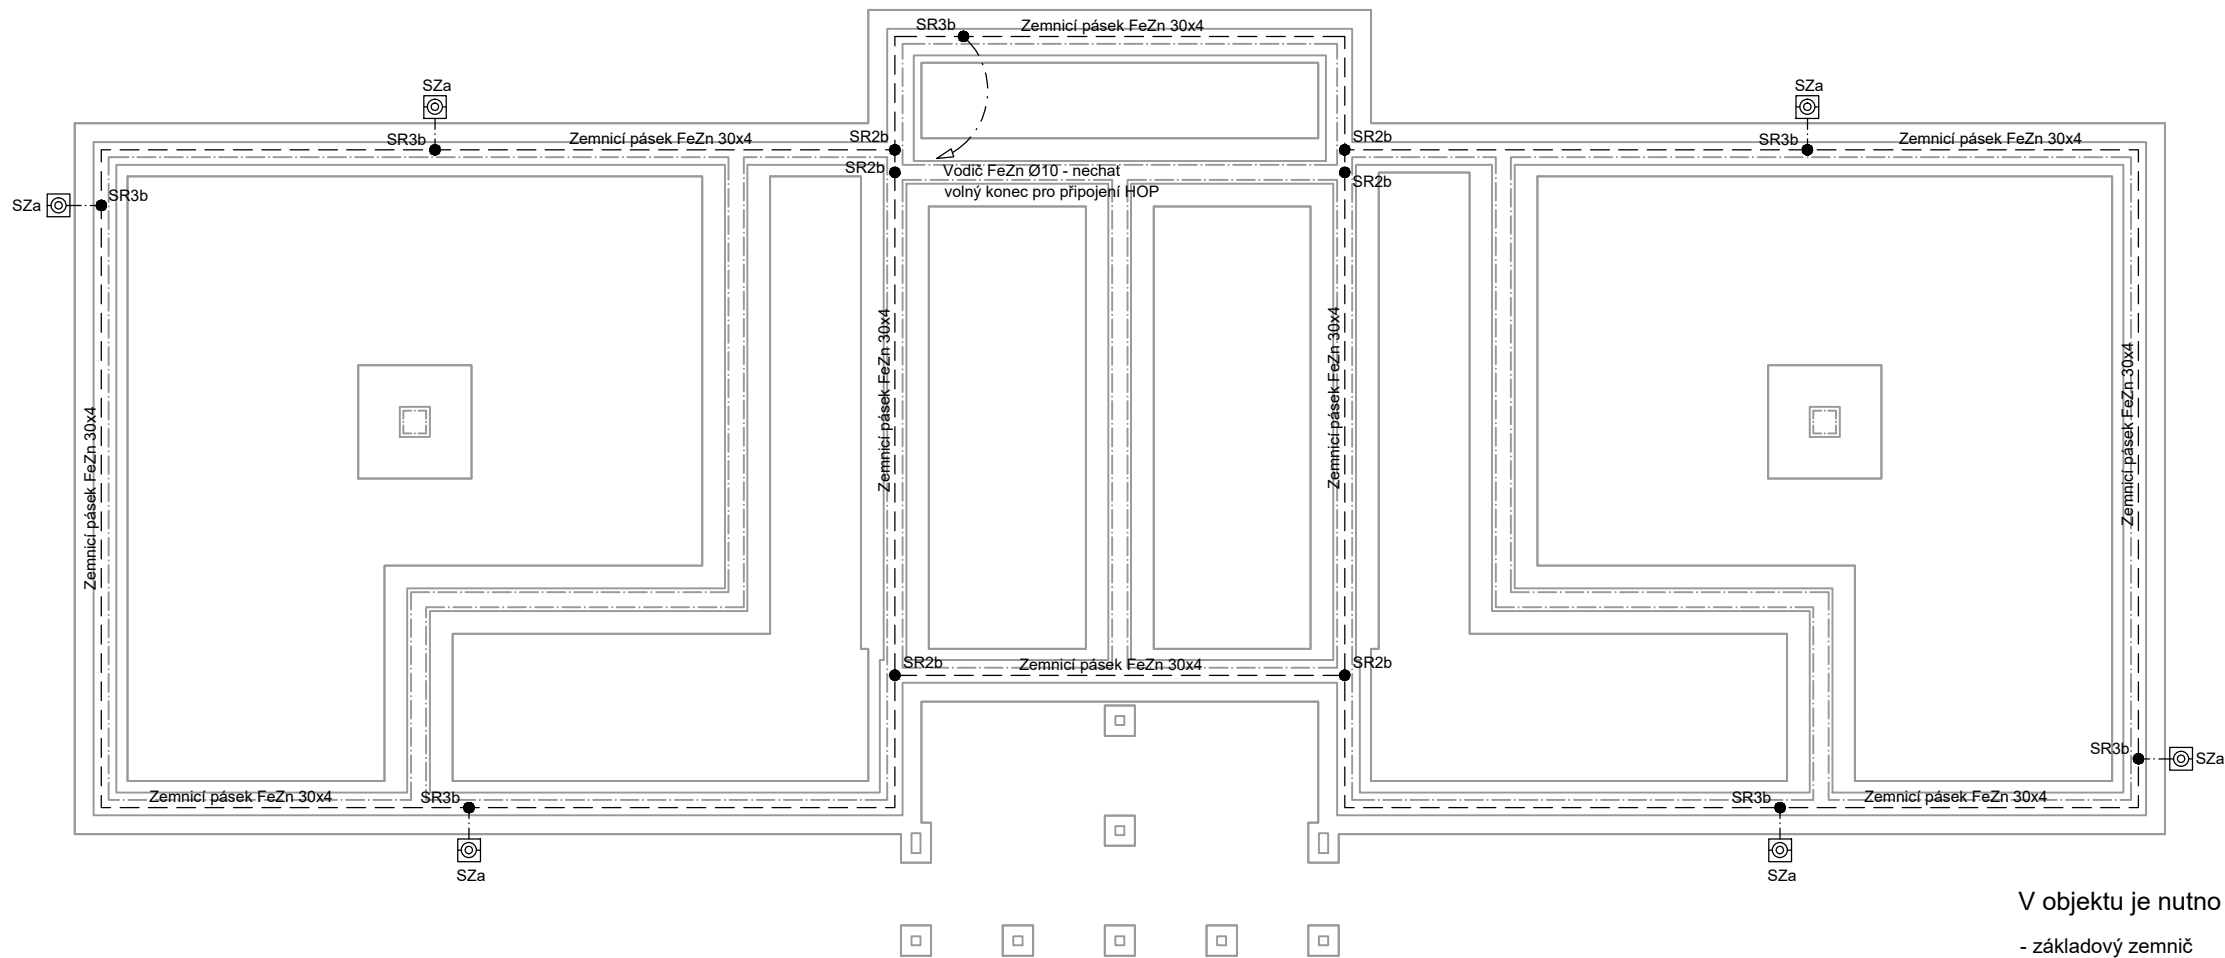 SR3b
Zemnicí pásek FeZn 30x4
SZa
SZa
SR3b
Zemnicí pásek FeZn 30x4
SR2b
SR2b
SR3b
Zemnicí pásek FeZn 30x4
SR2b
Vodič FeZn Ø10 - nechat
volný konec pro připojení HOP
SR2b
SZa
SR3b
Zemnicí pásek FeZn 30x4
Zemnicí pásek FeZn 30x4
Zemnicí pásek FeZn 30x4
Zemnicí pásek FeZn 30x4
SR2b
Zemnicí pásek FeZn 30x4
SR2b
SR3b
SZa
Zemnicí pásek FeZn 30x4
SR3b
SR3b
Zemnicí pásek FeZn 30x4
SZa
SZa
V objektu je nutno
- základový zemnič